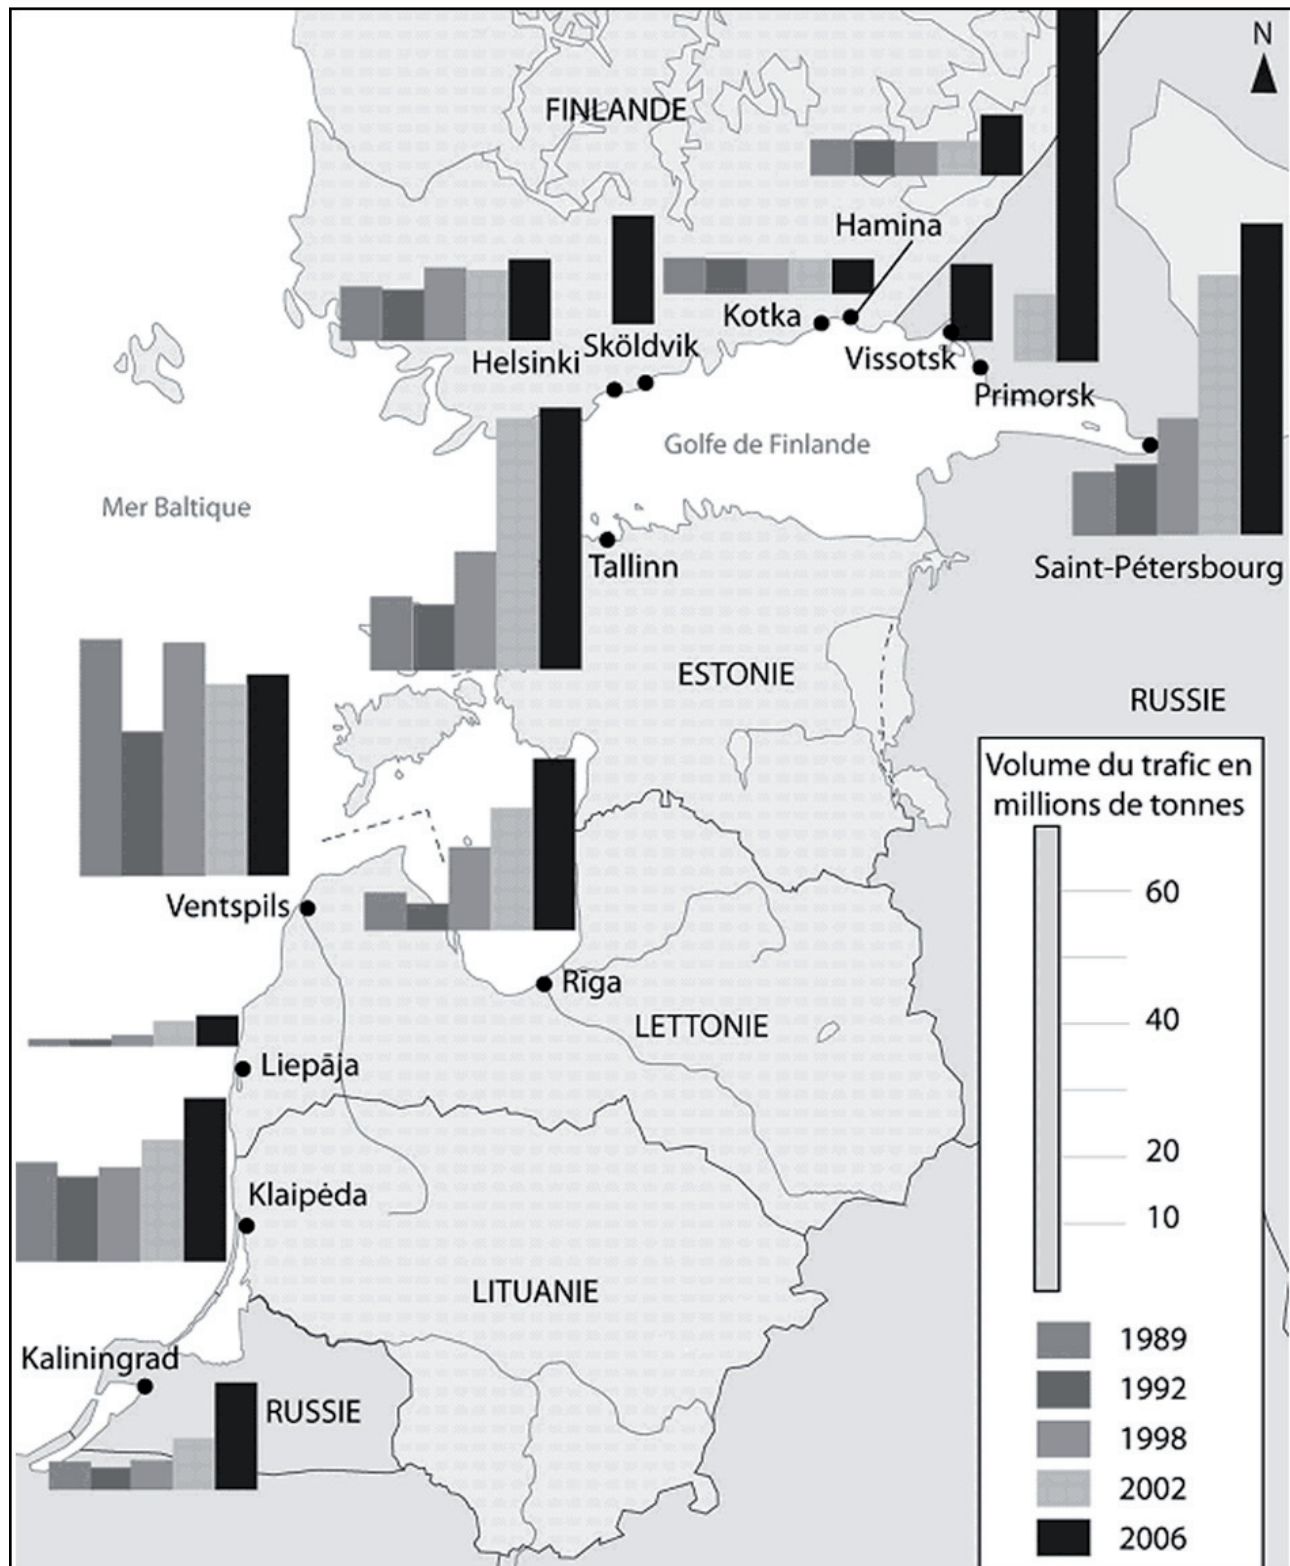 N
FINLANDE
Hamina
Kotka
Vissotsk
Sköldvik
Helsinki
Primorsk
Golfe de Finlande
Mer Baltique
Tallinn
Saint-Pétersbourg
ESTONIE
RUSSIE
Ventspils
Rīga
LETTONIE
Liepāja
Klaipėda
LITUANIE
Kaliningrad
RUSSIE
Volume du trafic en
millions de tonnes
60
40
20
10
1989
1992
1998
2002
2006